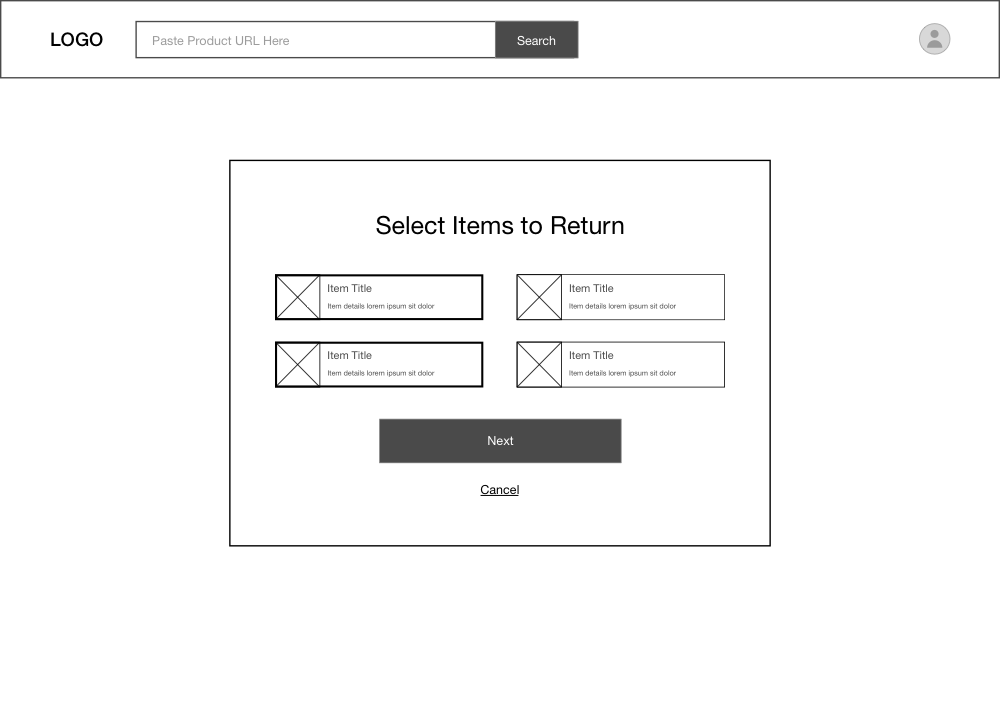 LOGO
Paste Product URL Here
Search
Select Items to Return
Item Title
Item details lorem ipsum sit dolor
Item Title
Item details lorem ipsum sit dolor
Item Title
Item details lorem ipsum sit dolor
Item Title
Item details lorem ipsum sit dolor
Next
Cancel